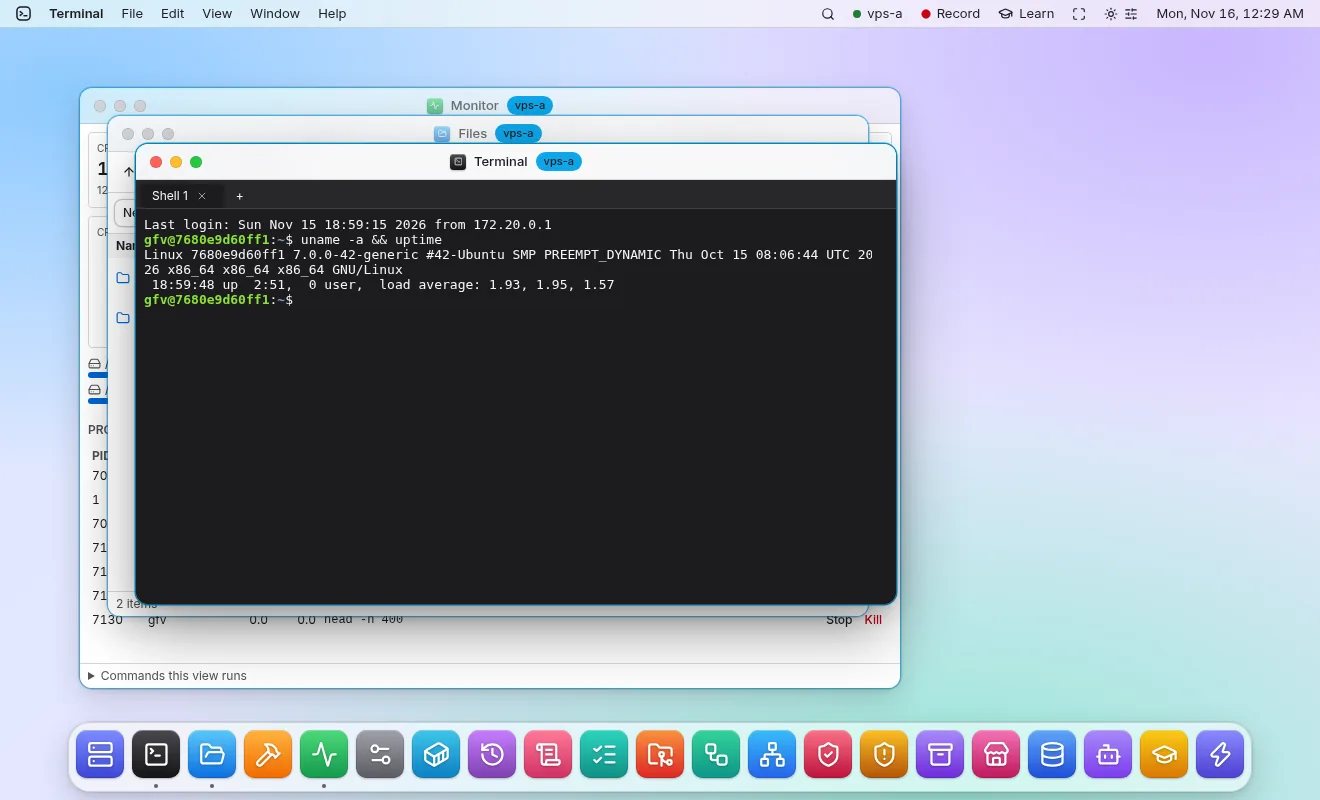 Terminal File Edit View Window Help vps-a Record Learn Mon, Nov 16, 12:29 AM
Monitor vps-a
Files vps-a
Terminal vps-a
Shell 1 +
Last login: Sun Nov 15 18:59:15 2026 from 172.20.0.1
gfv@7680e9d60ff1:~$ uname -a && uptime
Linux 7680e9d60ff1 7.0.0-42-generic #42-Ubuntu SMP PREEMPT_DYNAMIC Thu Oct 15 08:06:44 UTC 20
26 x86_64 x86_64 x86_64 GNU/Linux
 18:59:48 up  2:51,  0 user,  load average: 1.93, 1.95, 1.57
gfv@7680e9d60ff1:~$
1
2 items
7130 gfv 0.0 0.0 head -n 400 Stop Kill
Commands this view runs